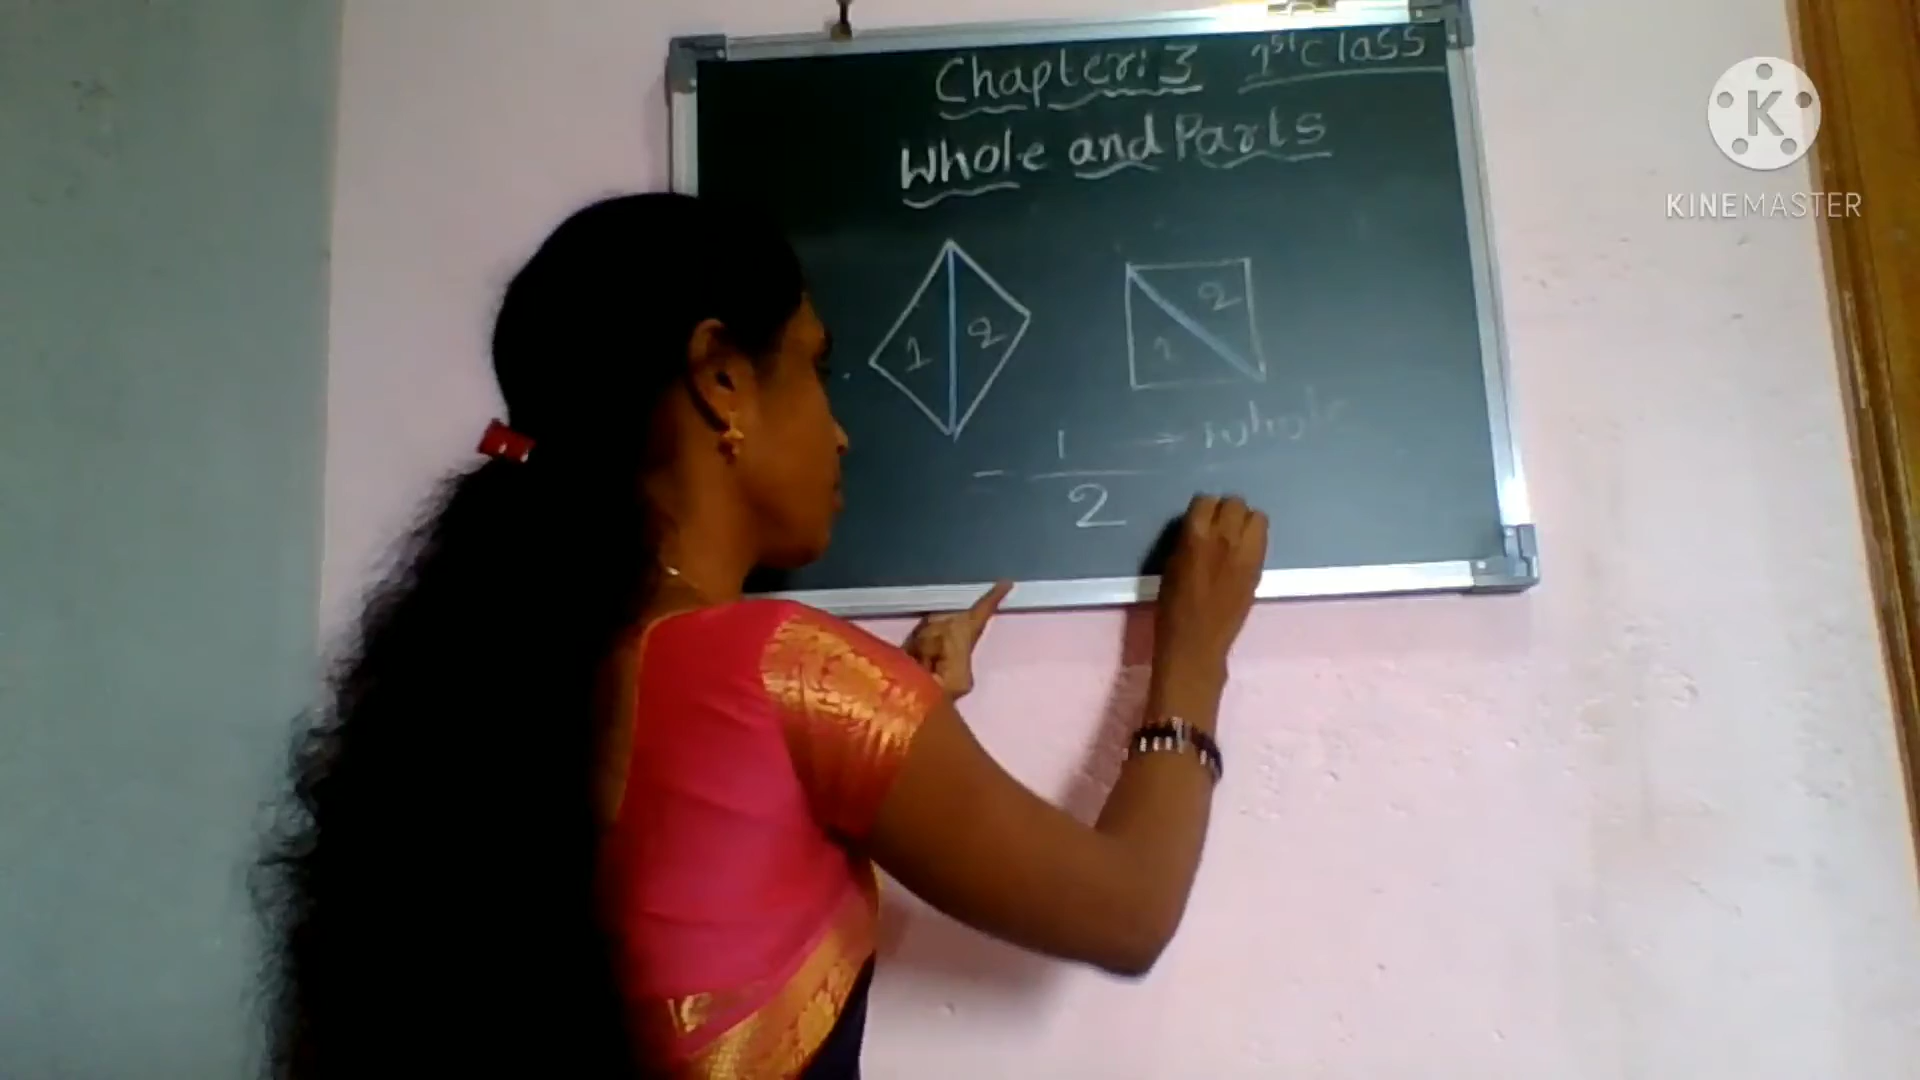 Chapter: 3 1st class
Whole and Parts
1 2
2
1
1 → whole
2
K
KINEMASTER